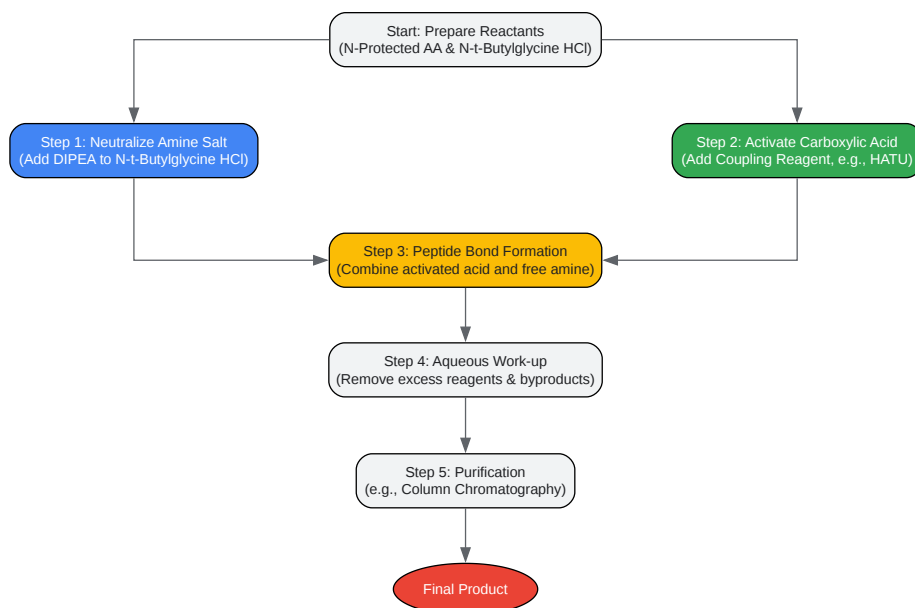 Start: Prepare Reactants
(N-Protected AA & N-t-Butylglycine HCl)
Step 1: Neutralize Amine Salt
(Add DIPEA to N-t-Butylglycine HCl)
Step 2: Activate Carboxylic Acid
(Add Coupling Reagent, e.g., HATU)
Step 3: Peptide Bond Formation
(Combine activated acid and free amine)
Step 4: Aqueous Work-up
(Remove excess reagents & byproducts)
Step 5: Purification
(e.g., Column Chromatography)
Final Product